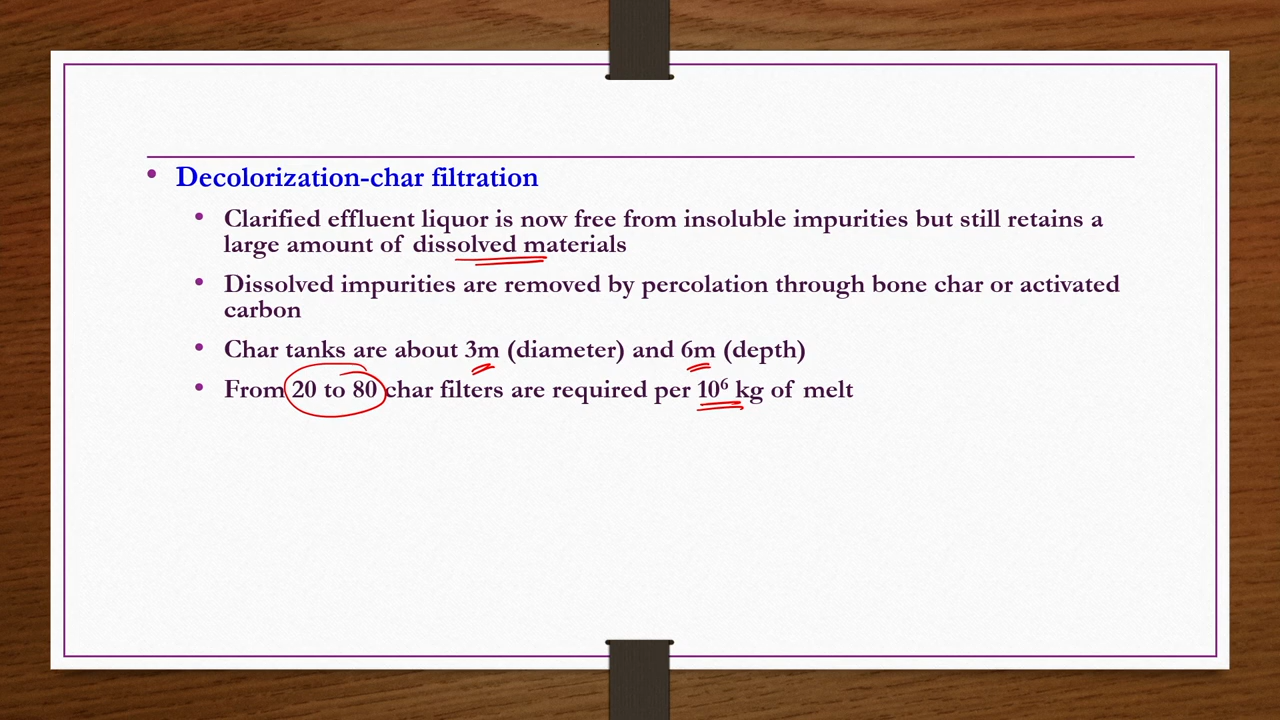 • Decolorization-char filtration
• Clarified effluent liquor is now free from insoluble impurities but still retains a
large amount of dissolved materials
• Dissolved impurities are removed by percolation through bone char or activated
carbon
• Char tanks are about 3m (diameter) and 6m (depth)
• From 20 to 80 char filters are required per 10⁶ kg of melt